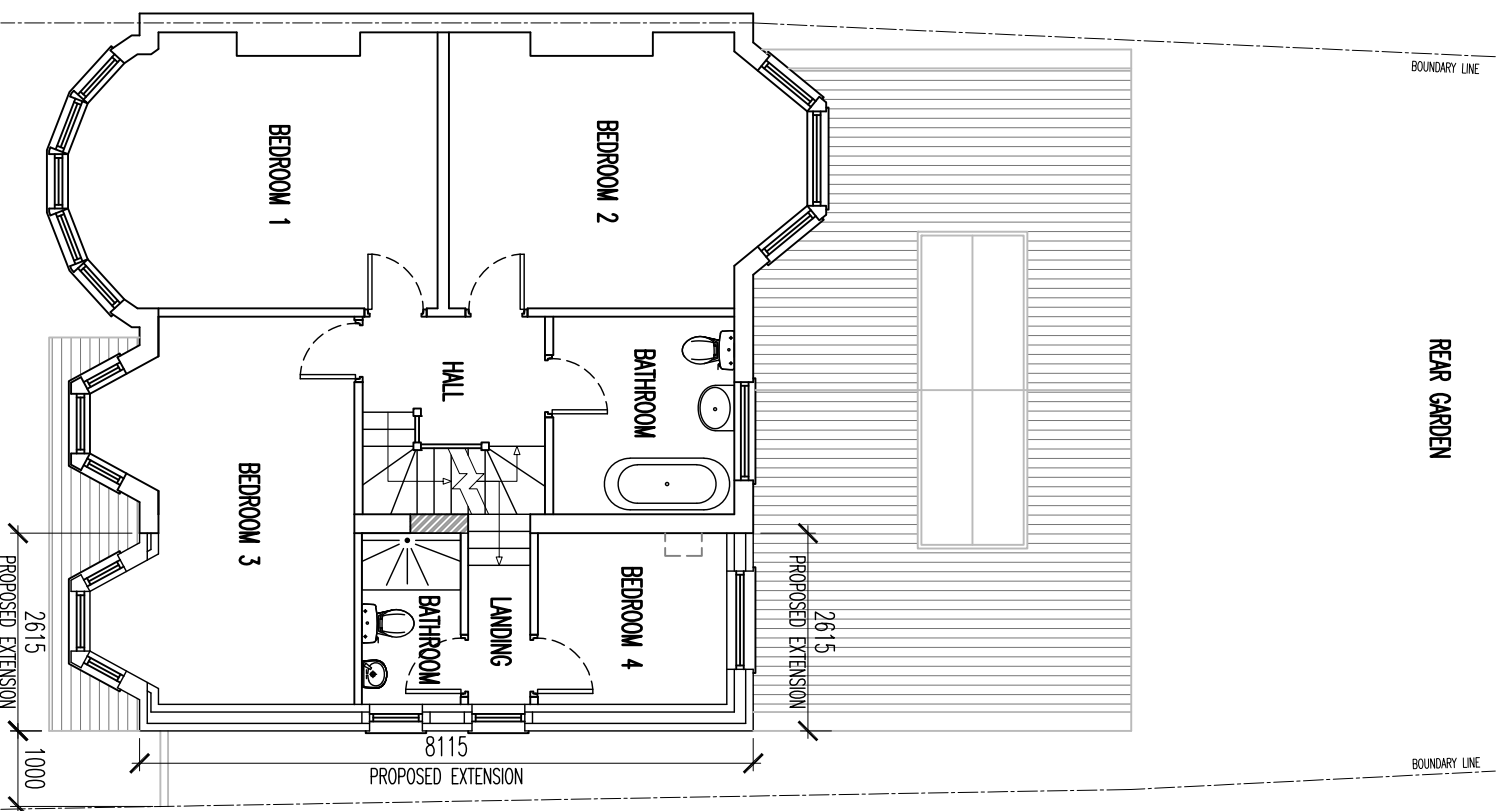 BOUNDARY LINE
BEDROOM 1
BEDROOM 2
REAR GARDEN
HALL
BATHROOM
BEDROOM 3
BATHROOM
LANDING
BEDROOM 4
2615
PROPOSED EXTENSION
2615
PROPOSED EXTENSION
1000
8115
PROPOSED EXTENSION
BOUNDARY LINE